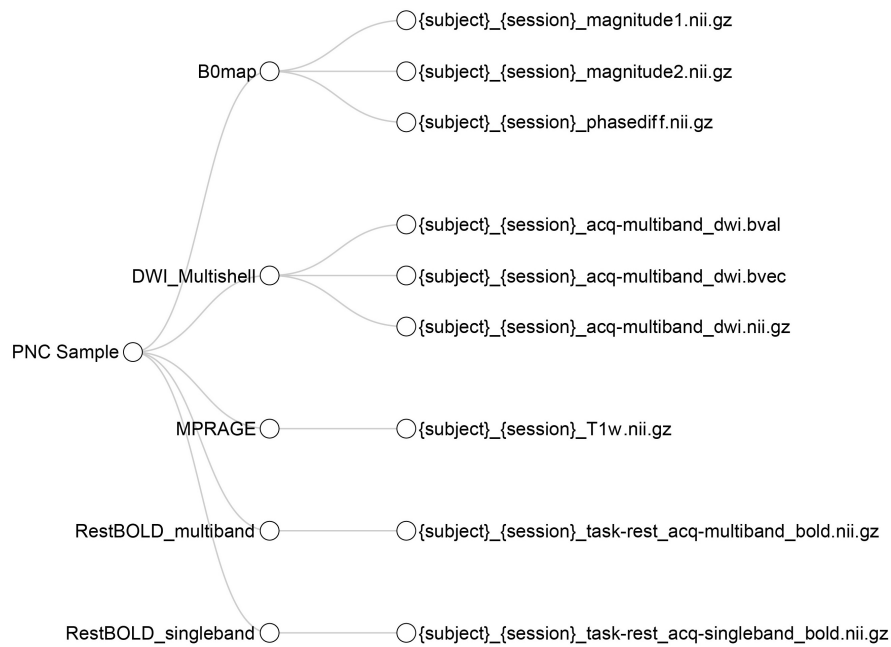 {subject}_{session}_magnitude1.nii.gz
B0map
{subject}_{session}_magnitude2.nii.gz
{subject}_{session}_phasediff.nii.gz
{subject}_{session}_acq-multiband_dwi.bval
DWI_Multishell
{subject}_{session}_acq-multiband_dwi.bvec
{subject}_{session}_acq-multiband_dwi.nii.gz
PNC Sample
MPRAGE
{subject}_{session}_T1w.nii.gz
RestBOLD_multiband
{subject}_{session}_task-rest_acq-multiband_bold.nii.gz
RestBOLD_singleband
{subject}_{session}_task-rest_acq-singleband_bold.nii.gz